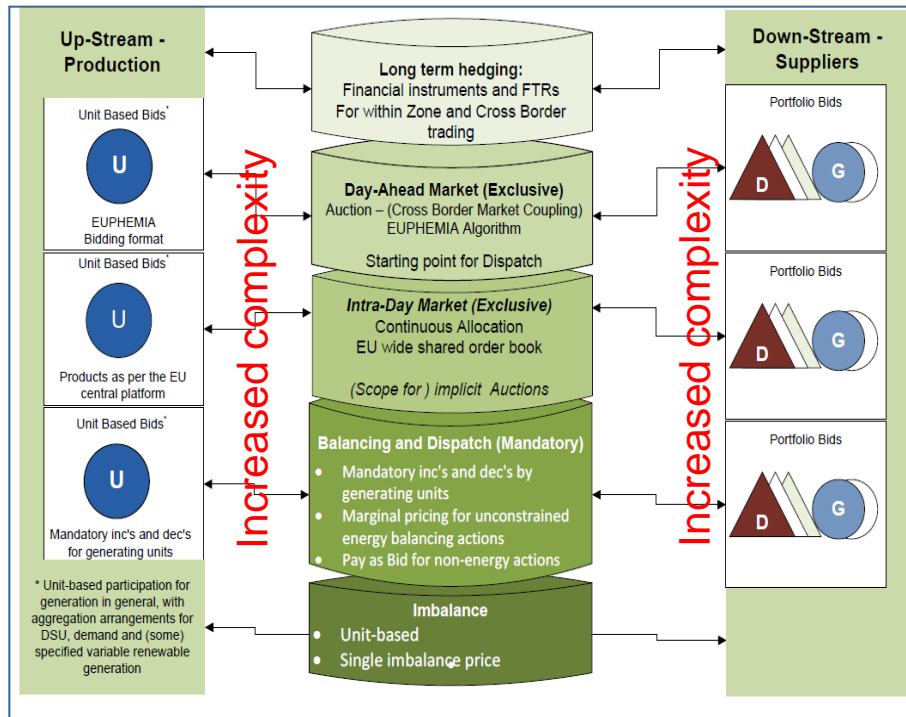 Up-Stream -
Production
Unit Based Bids*
U
EUPHEMIA
Bidding format
Unit Based Bids*
U
Products as per the EU
central platform
Unit Based Bids*
U
Mandatory inc's and dec's
for generating units
* Unit-based participation for
generation in general, with
aggregation arrangements for
DSU, demand and (some)
specified variable renewable
generation
Increased complexity
Long term hedging:
Financial instruments and FTRs
For within Zone and Cross Border
trading
Day-Ahead Market (Exclusive)
Auction – (Cross Border Market Coupling)
EUPHEMIA Algorithm
Starting point for Dispatch
Intra-Day Market (Exclusive)
Continuous Allocation
EU wide shared order book
(Scope for ) implicit Auctions
Balancing and Dispatch (Mandatory)
• Mandatory inc's and dec's by
generating units
• Marginal pricing for unconstrained
energy balancing actions
• Pay as Bid for non-energy actions
Imbalance
• Unit-based
• Single imbalance price
Increased complexity
Down-Stream -
Suppliers
Portfolio Bids
D G
Portfolio Bids
D G
Portfolio Bids
D G